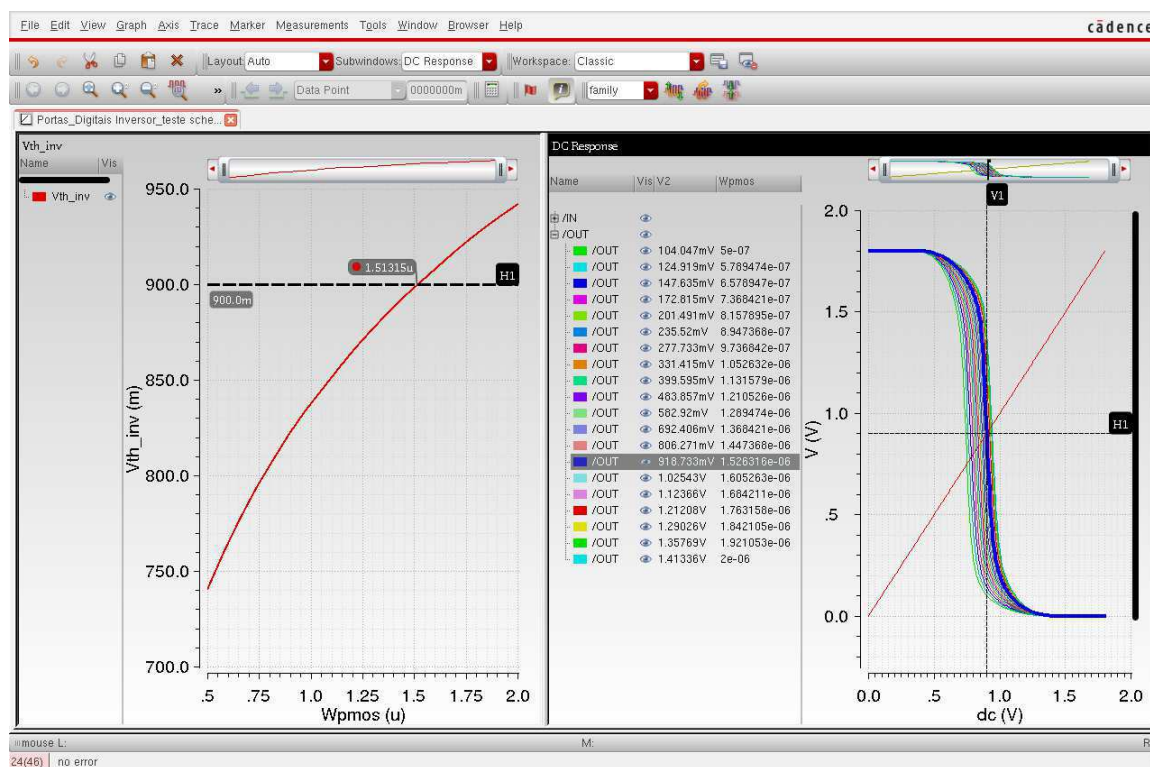 File Edit View Graph Axis Trace Marker Measurements Tools Window Browser Help cādence
Layout: Auto Subwindows: DC Response Workspace: Classic
» Data Point 0000000m family
Portas_Digitais Inversor_teste sche...
Vth_inv
Name Vis
Vth_inv
950.0
900.0
850.0
800.0
750.0
700.0
Vth_inv (m)
1.51315u
H1
900.0m
.5 .75 1.0 1.25 1.5 1.75 2.0
Wpmos (u)
DC Response
Name Vis V2 Wpmos
/IN
/OUT
/OUT 104.047mV 5e-07
/OUT 124.919mV 5.789474e-07
/OUT 147.635mV 6.578947e-07
/OUT 172.815mV 7.368421e-07
/OUT 201.491mV 8.157895e-07
/OUT 235.52mV 8.947368e-07
/OUT 277.733mV 9.736842e-07
/OUT 331.415mV 1.052632e-06
/OUT 399.595mV 1.131579e-06
/OUT 483.857mV 1.210526e-06
/OUT 582.92mV 1.289474e-06
/OUT 692.406mV 1.368421e-06
/OUT 806.271mV 1.447368e-06
/OUT 918.733mV 1.526316e-06
/OUT 1.02543V 1.605263e-06
/OUT 1.12366V 1.684211e-06
/OUT 1.21208V 1.763158e-06
/OUT 1.29026V 1.842105e-06
/OUT 1.35769V 1.921053e-06
/OUT 1.41336V 2e-06
V1
2.0
1.5
1.0
.5
0.0
V (V)
H1
0.0 .5 1.0 1.5 2.0
dc (V)
mouse L: M: R
24(46) no error